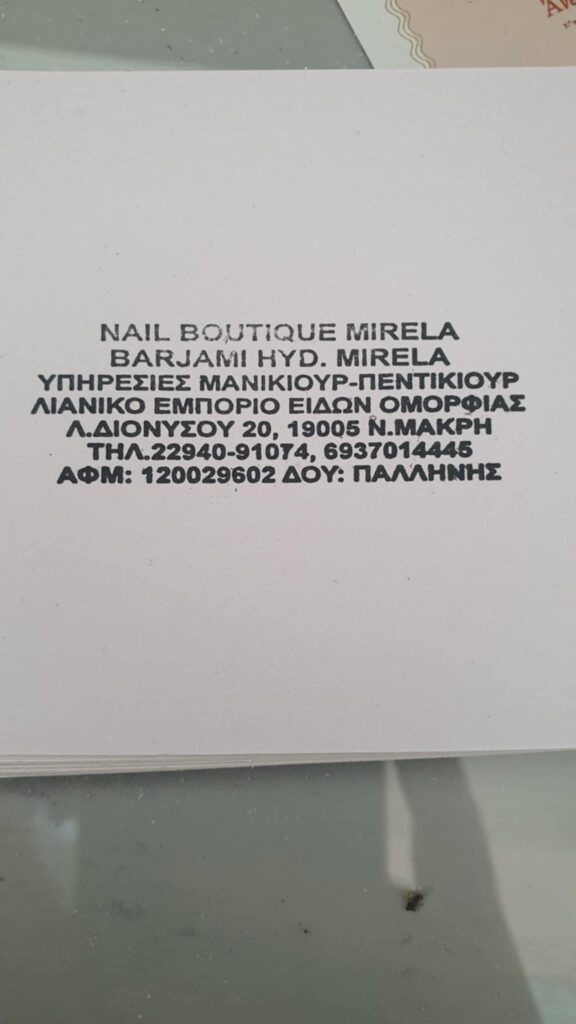 NAIL BOUTIQUE MIRELA
BARJAMI HYD. MIRELA
ΥΠΗΡΕΣΙΕΣ ΜΑΝΙΚΙΟΥΡ-ΠΕΝΤΙΚΙΟΥΡ
ΛΙΑΝΙΚΟ ΕΜΠΟΡΙΟ ΕΙΔΩΝ ΟΜΟΡΦΙΑΣ
Λ.ΔΙΟΝΥΣΟΥ 20, 19005 Ν.ΜΑΚΡΗ
ΤΗΛ.22940-91074, 6937014445
ΑΦΜ: 120029602 ΔΟΥ: ΠΑΛΛΗΝΗΣ